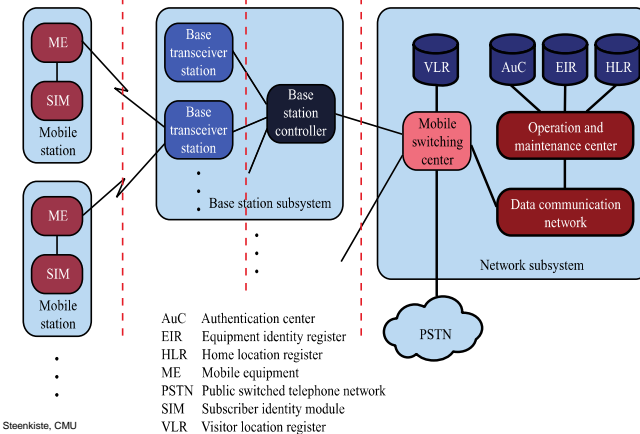 ME
SIM
Mobile
station
ME
SIM
Mobile
station
Base
transceiver
station
Base
transceiver
station
Base
station
controller
Base station subsystem
VLR
AuC
EIR
HLR
Mobile
switching
center
Operation and
maintenance center
Data communication
network
Network subsystem
PSTN
AuC Authentication center
EIR Equipment identity register
HLR Home location register
ME Mobile equipment
PSTN Public switched telephone network
SIM Subscriber identity module
VLR Visitor location register
Steenkiste, CMU